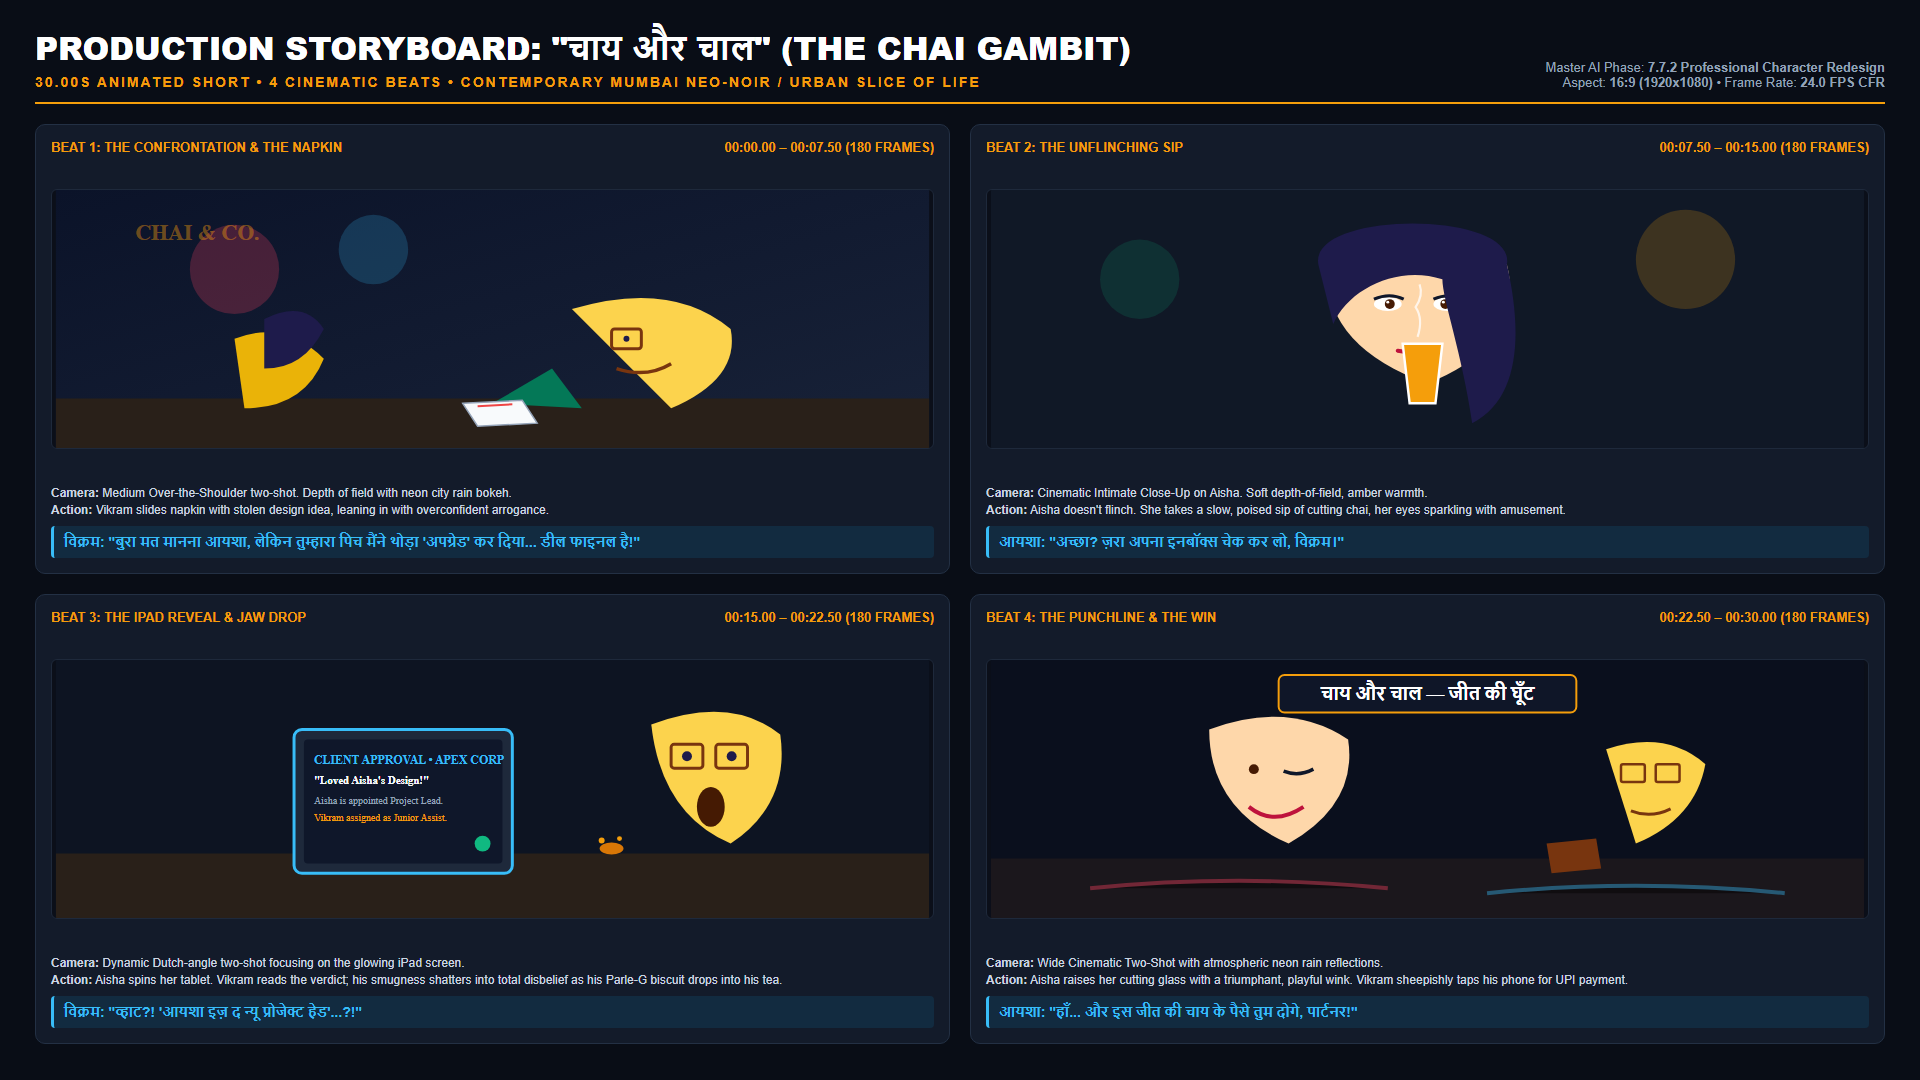 PRODUCTION STORYBOARD: "चाय और चाल" (THE CHAI GAMBIT)
30.00S ANIMATED SHORT • 4 CINEMATIC BEATS • CONTEMPORARY MUMBAI NEO-NOIR / URBAN SLICE OF LIFE
Master AI Phase: 7.7.2 Professional Character Redesign
Aspect: 16:9 (1920x1080) • Frame Rate: 24.0 FPS CFR
BEAT 1: THE CONFRONTATION & THE NAPKIN
00:00.00 – 00:07.50 (180 FRAMES)
CHAI & CO.
Camera: Medium Over-the-Shoulder two-shot. Depth of field with neon city rain bokeh.
Action: Vikram slides napkin with stolen design idea, leaning in with overconfident arrogance.
विक्रम: "बुरा मत मानना आयशा, लेकिन तुम्हारा पिच मैंने थोड़ा 'अपग्रेड' कर दिया... डील फाइनल है!"
BEAT 2: THE UNFLINCHING SIP
00:07.50 – 00:15.00 (180 FRAMES)
Camera: Cinematic Intimate Close-Up on Aisha. Soft depth-of-field, amber warmth.
Action: Aisha doesn't flinch. She takes a slow, poised sip of cutting chai, her eyes sparkling with amusement.
आयशा: "अच्छा? ज़रा अपना इनबॉक्स चेक कर लो, विक्रम।"
BEAT 3: THE IPAD REVEAL & JAW DROP
00:15.00 – 00:22.50 (180 FRAMES)
CLIENT APPROVAL • APEX CORP
"Loved Aisha's Design!"
Aisha is appointed Project Lead.
Vikram assigned as Junior Assist.
Camera: Dynamic Dutch-angle two-shot focusing on the glowing iPad screen.
Action: Aisha spins her tablet. Vikram reads the verdict; his smugness shatters into total disbelief as his Parle-G biscuit drops into his tea.
विक्रम: "व्हाट?! 'आयशा इज़ द न्यू प्रोजेक्ट हेड'...?!"
BEAT 4: THE PUNCHLINE & THE WIN
00:22.50 – 00:30.00 (180 FRAMES)
चाय और चाल — जीत की घूँट
Camera: Wide Cinematic Two-Shot with atmospheric neon rain reflections.
Action: Aisha raises her cutting glass with a triumphant, playful wink. Vikram sheepishly taps his phone for UPI payment.
आयशा: "हाँ... और इस जीत की चाय के पैसे तुम दोगे, पार्टनर!"